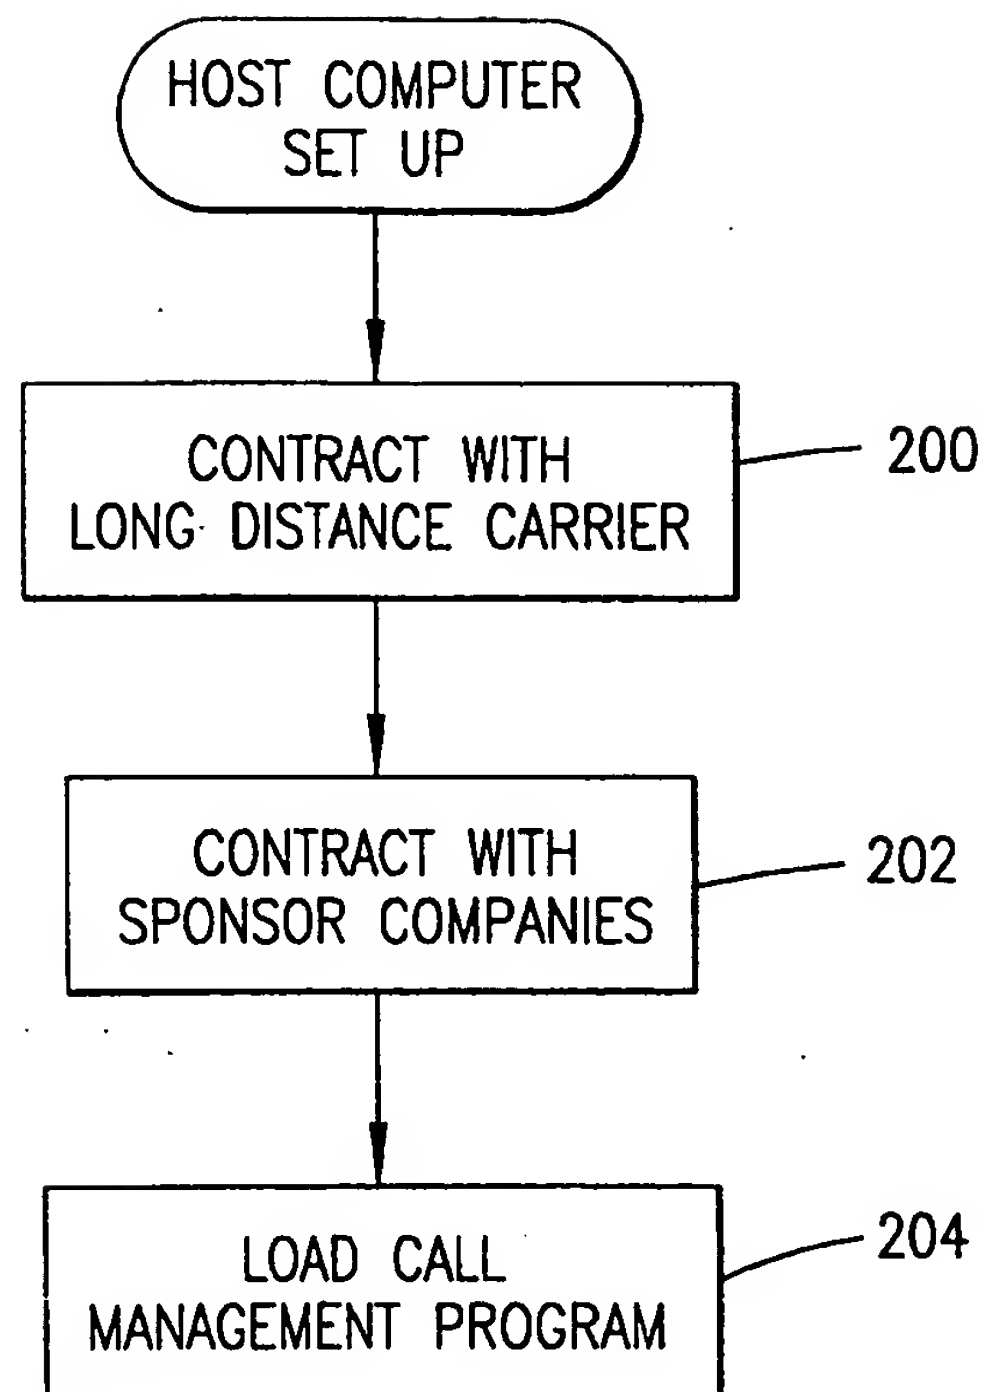 HOST COMPUTER
SET UP
CONTRACT WITH
LONG DISTANCE CARRIER
200
CONTRACT WITH
SPONSOR COMPANIES
202
LOAD CALL
MANAGEMENT PROGRAM
204